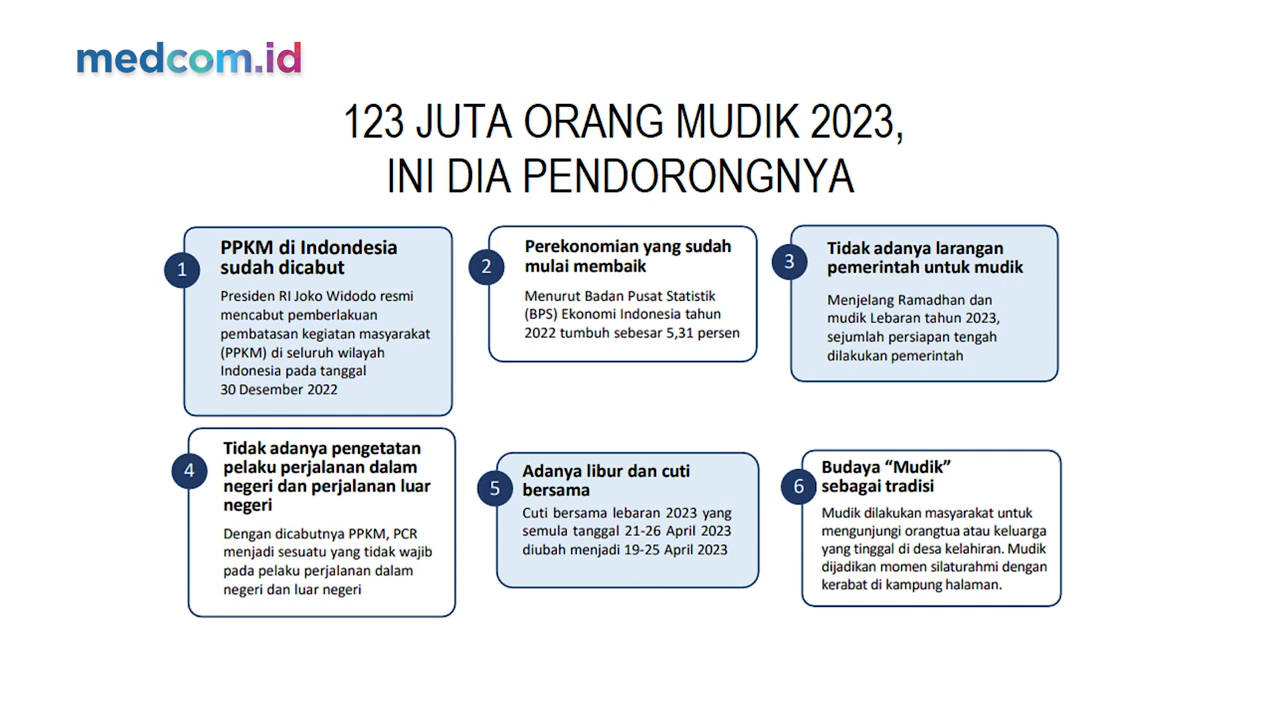 medcom.id
123 JUTA ORANG MUDIK 2023,
INI DIA PENDORONGNYA
1
PPKM di Indondesia
sudah dicabut
Presiden RI Joko Widodo resmi
mencabut pemberlakuan
pembatasan kegiatan masyarakat
(PPKM) di seluruh wilayah
Indonesia pada tanggal
30 Desember 2022
2
Perekonomian yang sudah
mulai membaik
Menurut Badan Pusat Statistik
(BPS) Ekonomi Indonesia tahun
2022 tumbuh sebesar 5,31 persen
3
Tidak adanya larangan
pemerintah untuk mudik
Menjelang Ramadhan dan
mudik Lebaran tahun 2023,
sejumlah persiapan tengah
dilakukan pemerintah
4
Tidak adanya pengetatan
pelaku perjalanan dalam
negeri dan perjalanan luar
negeri
Dengan dicabutnya PPKM, PCR
menjadi sesuatu yang tidak wajib
pada pelaku perjalanan dalam
negeri dan luar negeri
5
Adanya libur dan cuti
bersama
Cuti bersama lebaran 2023 yang
semula tanggal 21-26 April 2023
diubah menjadi 19-25 April 2023
6
Budaya “Mudik”
sebagai tradisi
Mudik dilakukan masyarakat untuk
mengunjungi orangtua atau keluarga
yang tinggal di desa kelahiran. Mudik
dijadikan momen silaturahmi dengan
kerabat di kampung halaman.